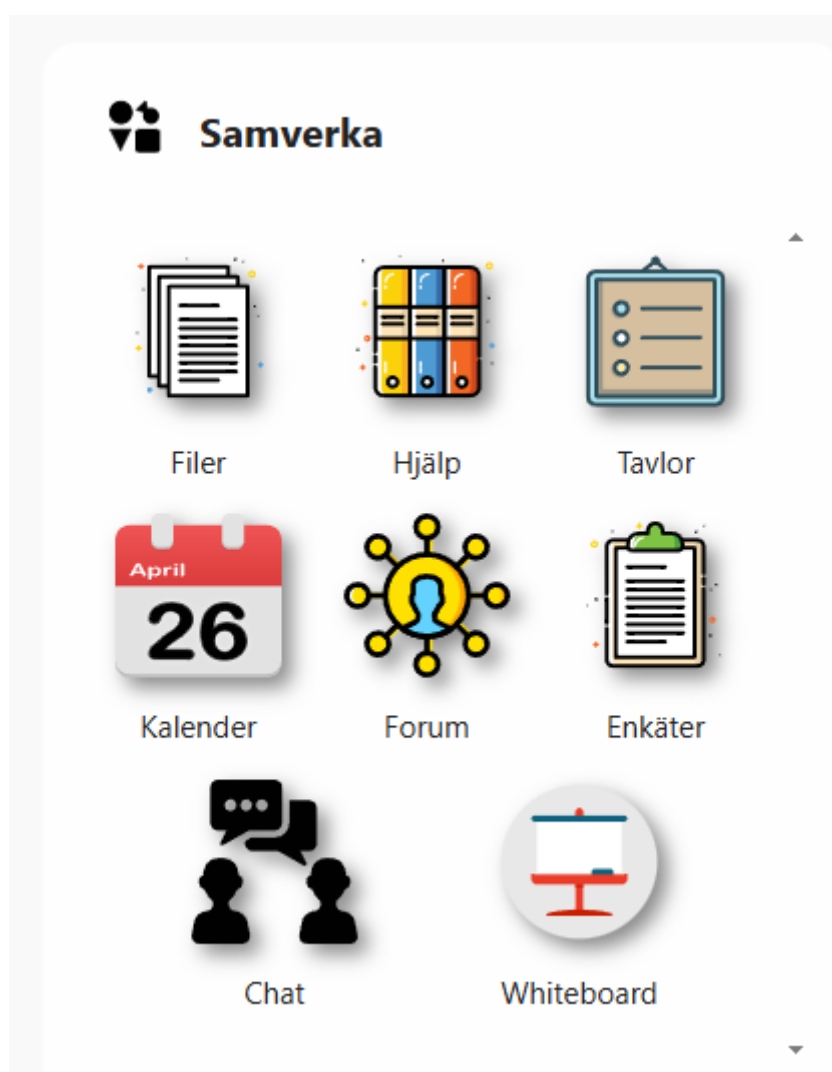 Samverka
Filer Hjälp Tavlor
April
26
Kalender Forum Enkäter
Chat Whiteboard